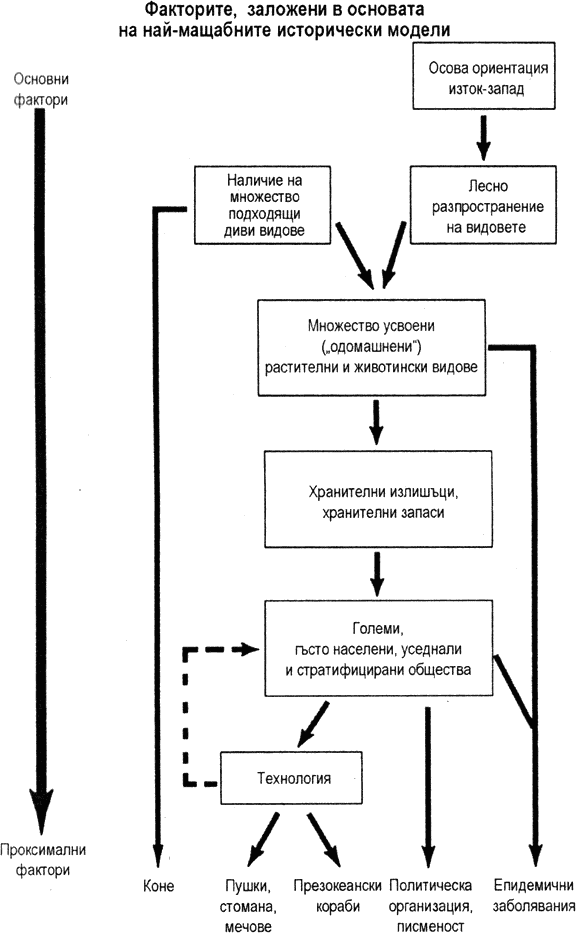 Факторите, заложени в основата
на най-мащабните исторически модели
Основни
фактори
Осова ориентация
изток-запад
Наличие на
множество
подходящи
диви видове
Лесно
разпространение
на видовете
Множество усвоени
(„одомашнени“)
растителни и животински видове
Хранителни излишъци,
хранителни запаси
Големи,
гъсто населени, уседнали
и стратифицирани общества
Технология
Проксимални
фактори
Коне
Пушки,
стомана,
мечове
Презокеански
кораби
Политическа
организация,
писменост
Епидемични
заболявания